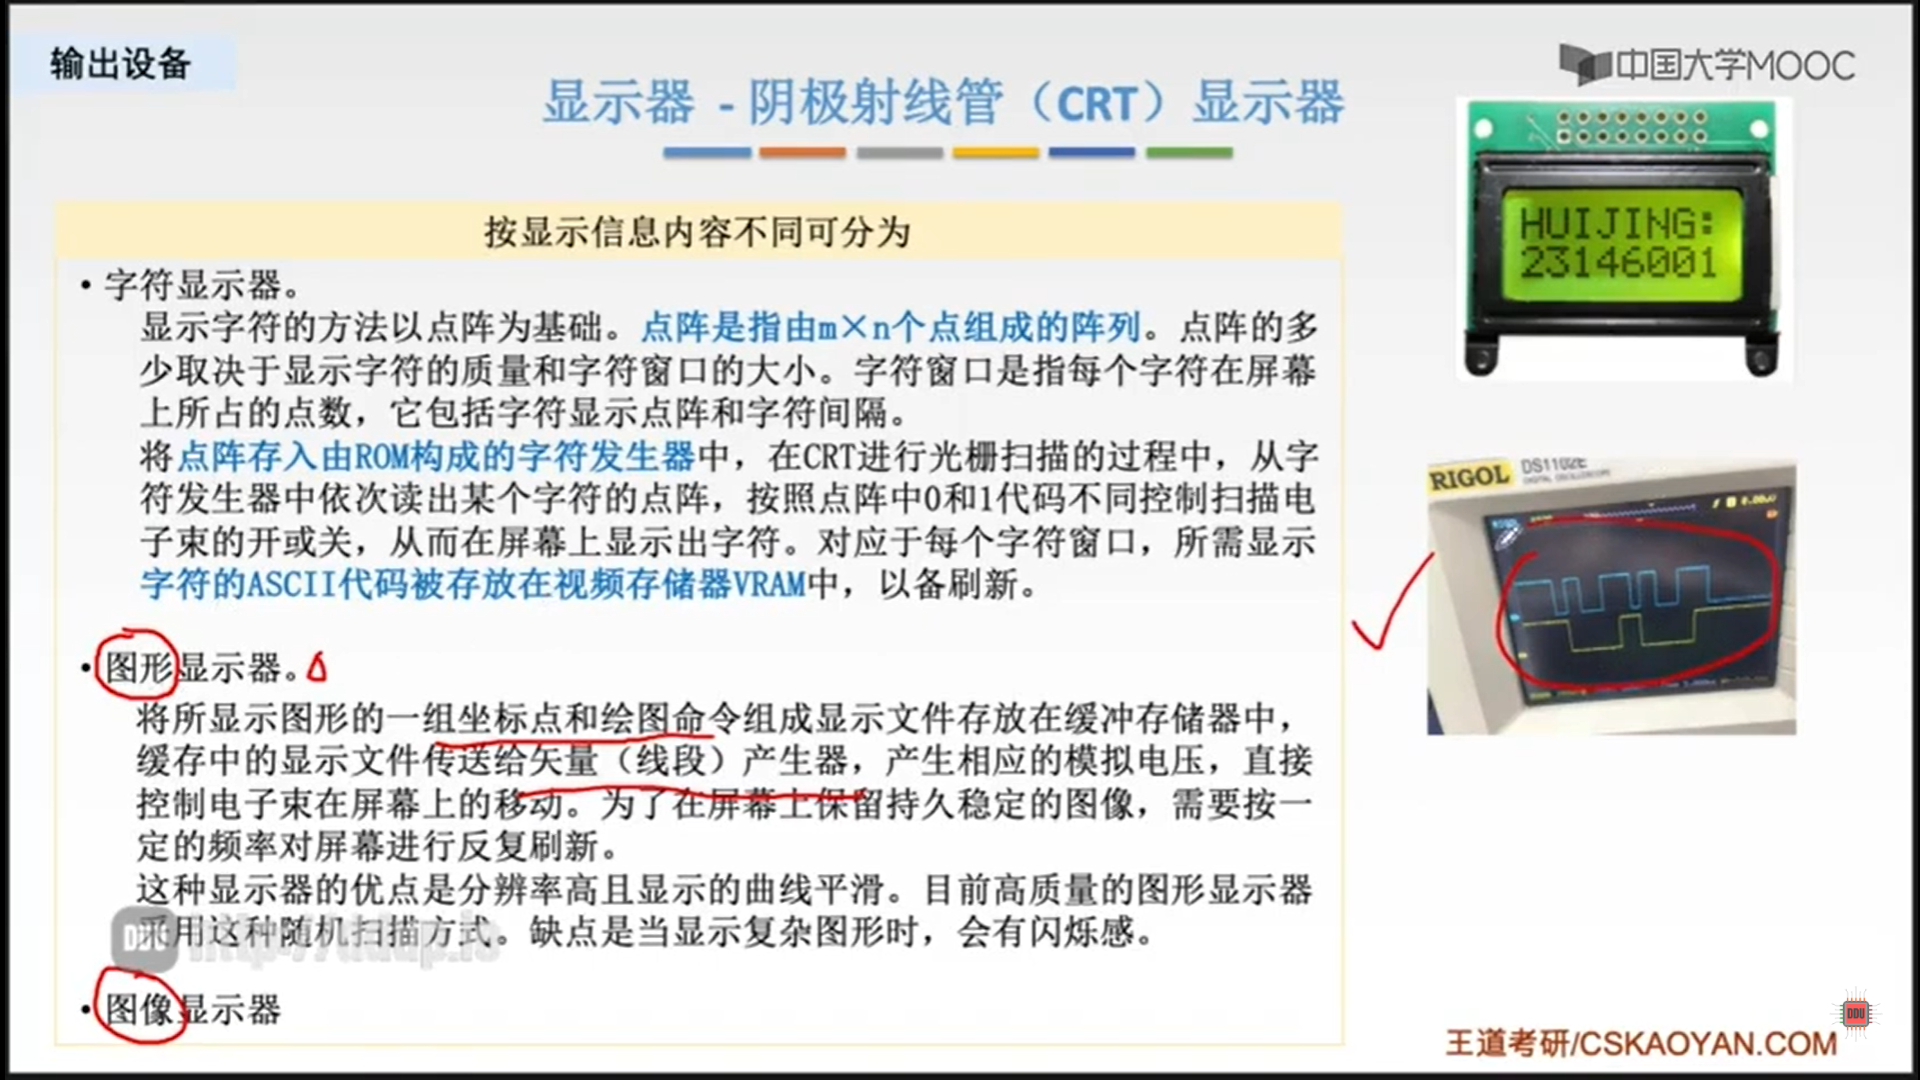 输出设备
中国大学MOOC
显示器 - 阴极射线管（CRT）显示器
按显示信息内容不同可分为
• 字符显示器。
显示字符的方法以点阵为基础。点阵是指由m×n个点组成的阵列。点阵的多
少取决于显示字符的质量和字符窗口的大小。字符窗口是指每个字符在屏幕
上所占的点数，它包括字符显示点阵和字符间隔。
将点阵存入由ROM构成的字符发生器中，在CRT进行光栅扫描的过程中，从字
符发生器中依次读出某个字符的点阵，按照点阵中0和1代码不同控制扫描电
子束的开或关，从而在屏幕上显示出字符。对应于每个字符窗口，所需显示
字符的ASCII代码被存放在视频存储器VRAM中，以备刷新。
• 图形显示器。
将所显示图形的一组坐标点和绘图命令组成显示文件存放在缓冲存储器中，
缓存中的显示文件传送给矢量（线段）产生器，产生相应的模拟电压，直接
控制电子束在屏幕上的移动。为了在屏幕上保留持久稳定的图像，需要按一
定的频率对屏幕进行反复刷新。
这种显示器的优点是分辨率高且显示的曲线平滑。目前高质量的图形显示器
采用这种随机扫描方式。缺点是当显示复杂图形时，会有闪烁感。
• 图像显示器
HUIJING:
23146001
RIGOL DS1102E
DIGITAL OSCILLOSCOPE
王道考研/CSKAOYAN.COM
DDU